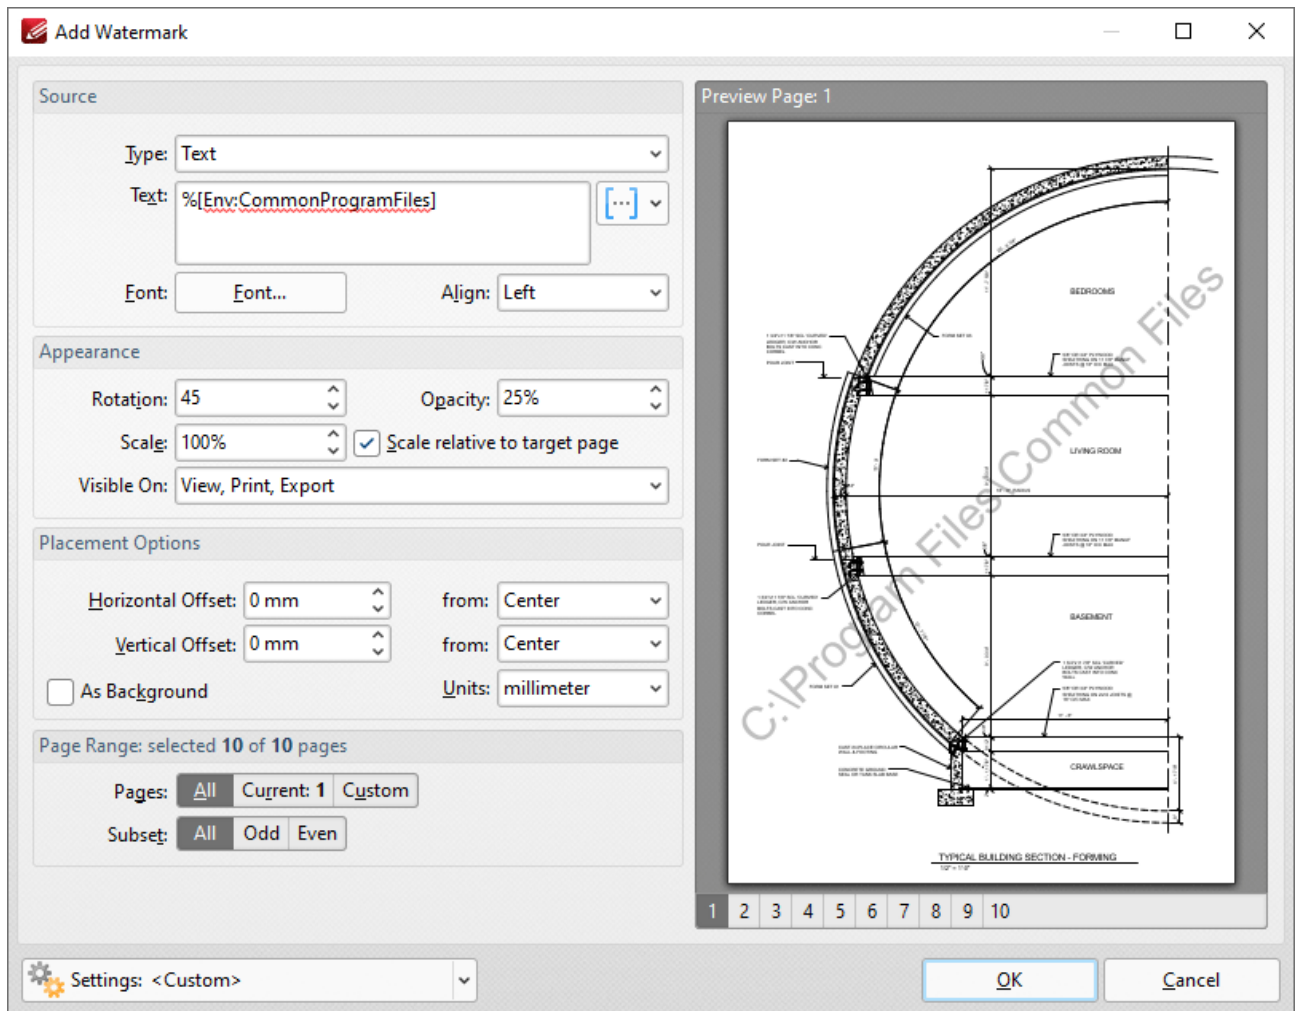 Add Watermark
Source
Type: Text
Text: %[Env:CommonProgramFiles]
Font: Font... Align: Left
Appearance
Rotation: 45 Opacity: 25%
Scale: 100% Scale relative to target page
Visible On: View, Print, Export
Placement Options
Horizontal Offset: 0 mm from: Center
Vertical Offset: 0 mm from: Center
As Background Units: millimeter
Page Range: selected 10 of 10 pages
Pages: All Current: 1 Custom
Subset: All Odd Even
Preview Page: 1
BEDROOMS
LIVING ROOM
BASEMENT
CRAWLSPACE
C:\Program Files\Common Files
TYPICAL BUILDING SECTION - FORMING
1 2 3 4 5 6 7 8 9 10
Settings: <Custom>
OK Cancel